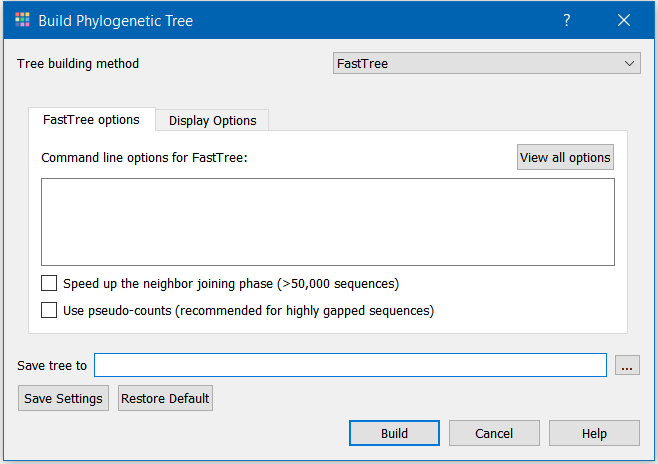 Build Phylogenetic Tree ?
Tree building method FastTree
FastTree options Display Options
Command line options for FastTree: View all options
Speed up the neighbor joining phase (>50,000 sequences)
Use pseudo-counts (recommended for highly gapped sequences)
Save tree to ...
Save Settings Restore Default
Build Cancel Help